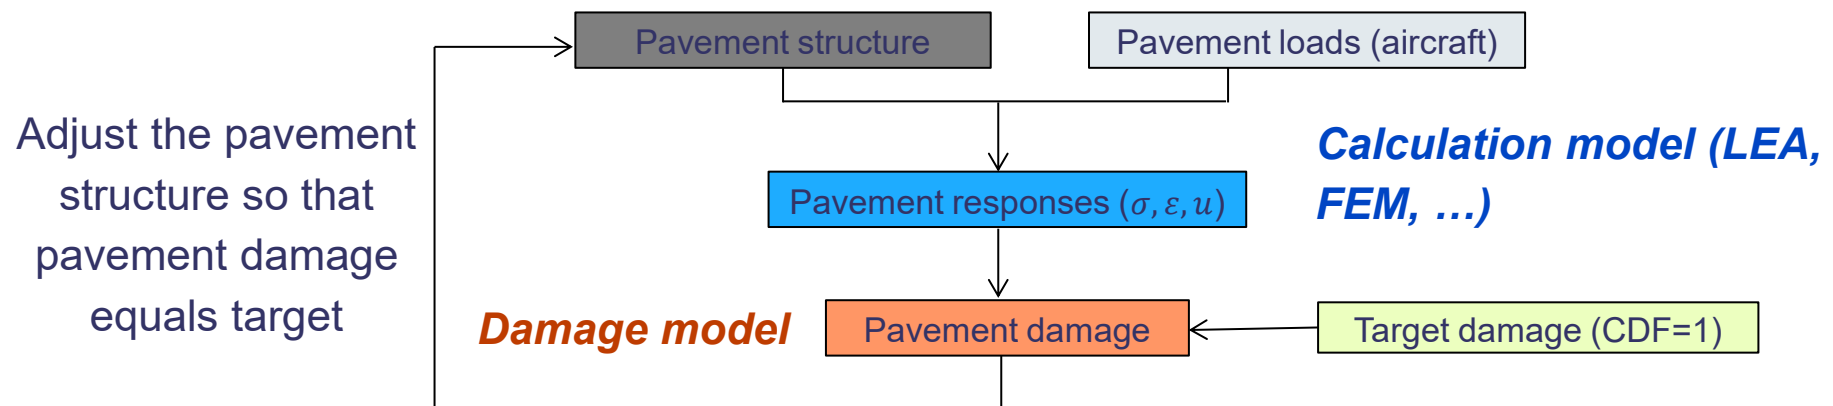 Pavement structure
Pavement loads (aircraft)
Adjust the pavement
structure so that
pavement damage
equals target
Calculation model (LEA,
FEM, …)
Pavement responses (σ, ε, u)
Damage model
Pavement damage
Target damage (CDF=1)